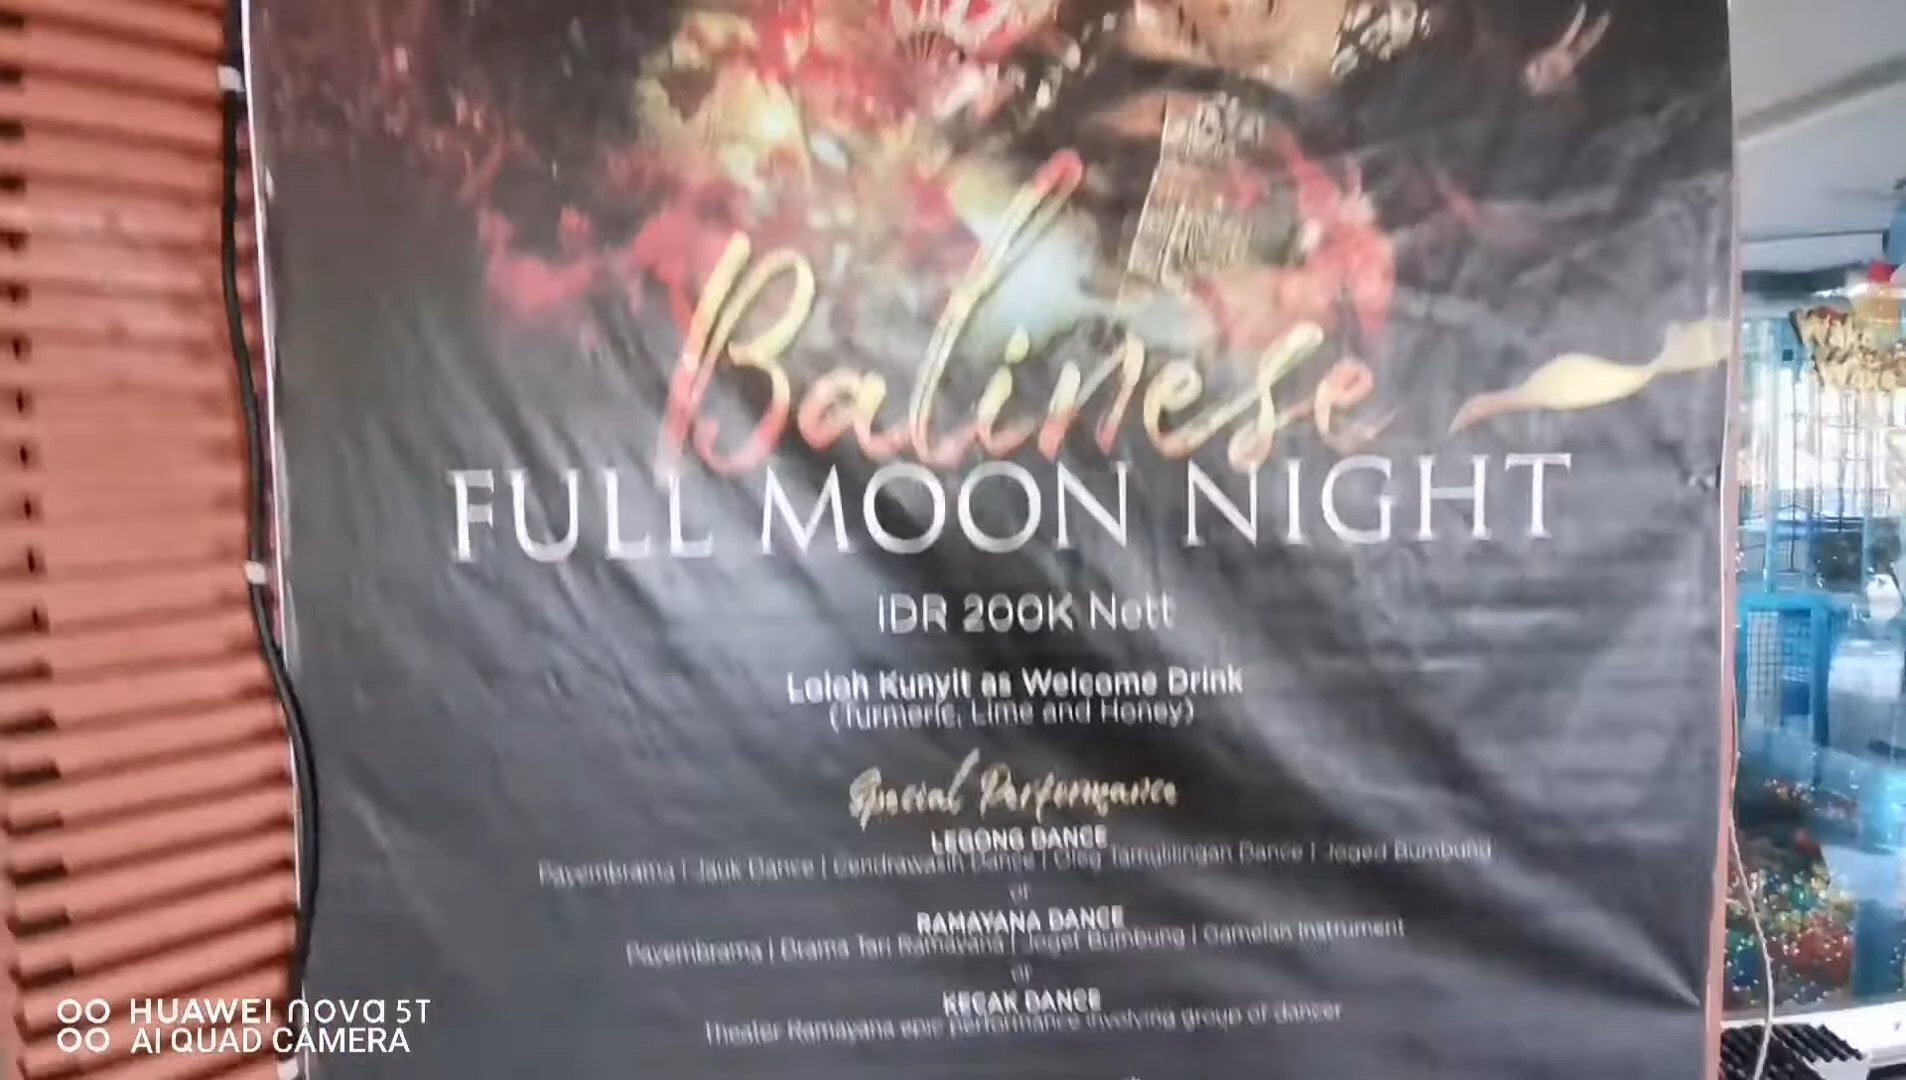 Balinese
FULL MOON NIGHT
IDR 200K Nett
Loloh Kunyit as Welcome Drink
(Turmeric, Lime and Honey)
Special Performance
LEGONG DANCE
Payembrama | Jauk Dance | Cendrawasih Dance | Oleg Tamulilingan Dance | Joged Bumbung
or
RAMAYANA DANCE
Payembrama | Drama Tari Ramayana | Joget Bumbung | Gamelan Instrument
or
KECAK DANCE
Theater Ramayana epic performance involving group of dancer
HUAWEI nova 5T
AI QUAD CAMERA